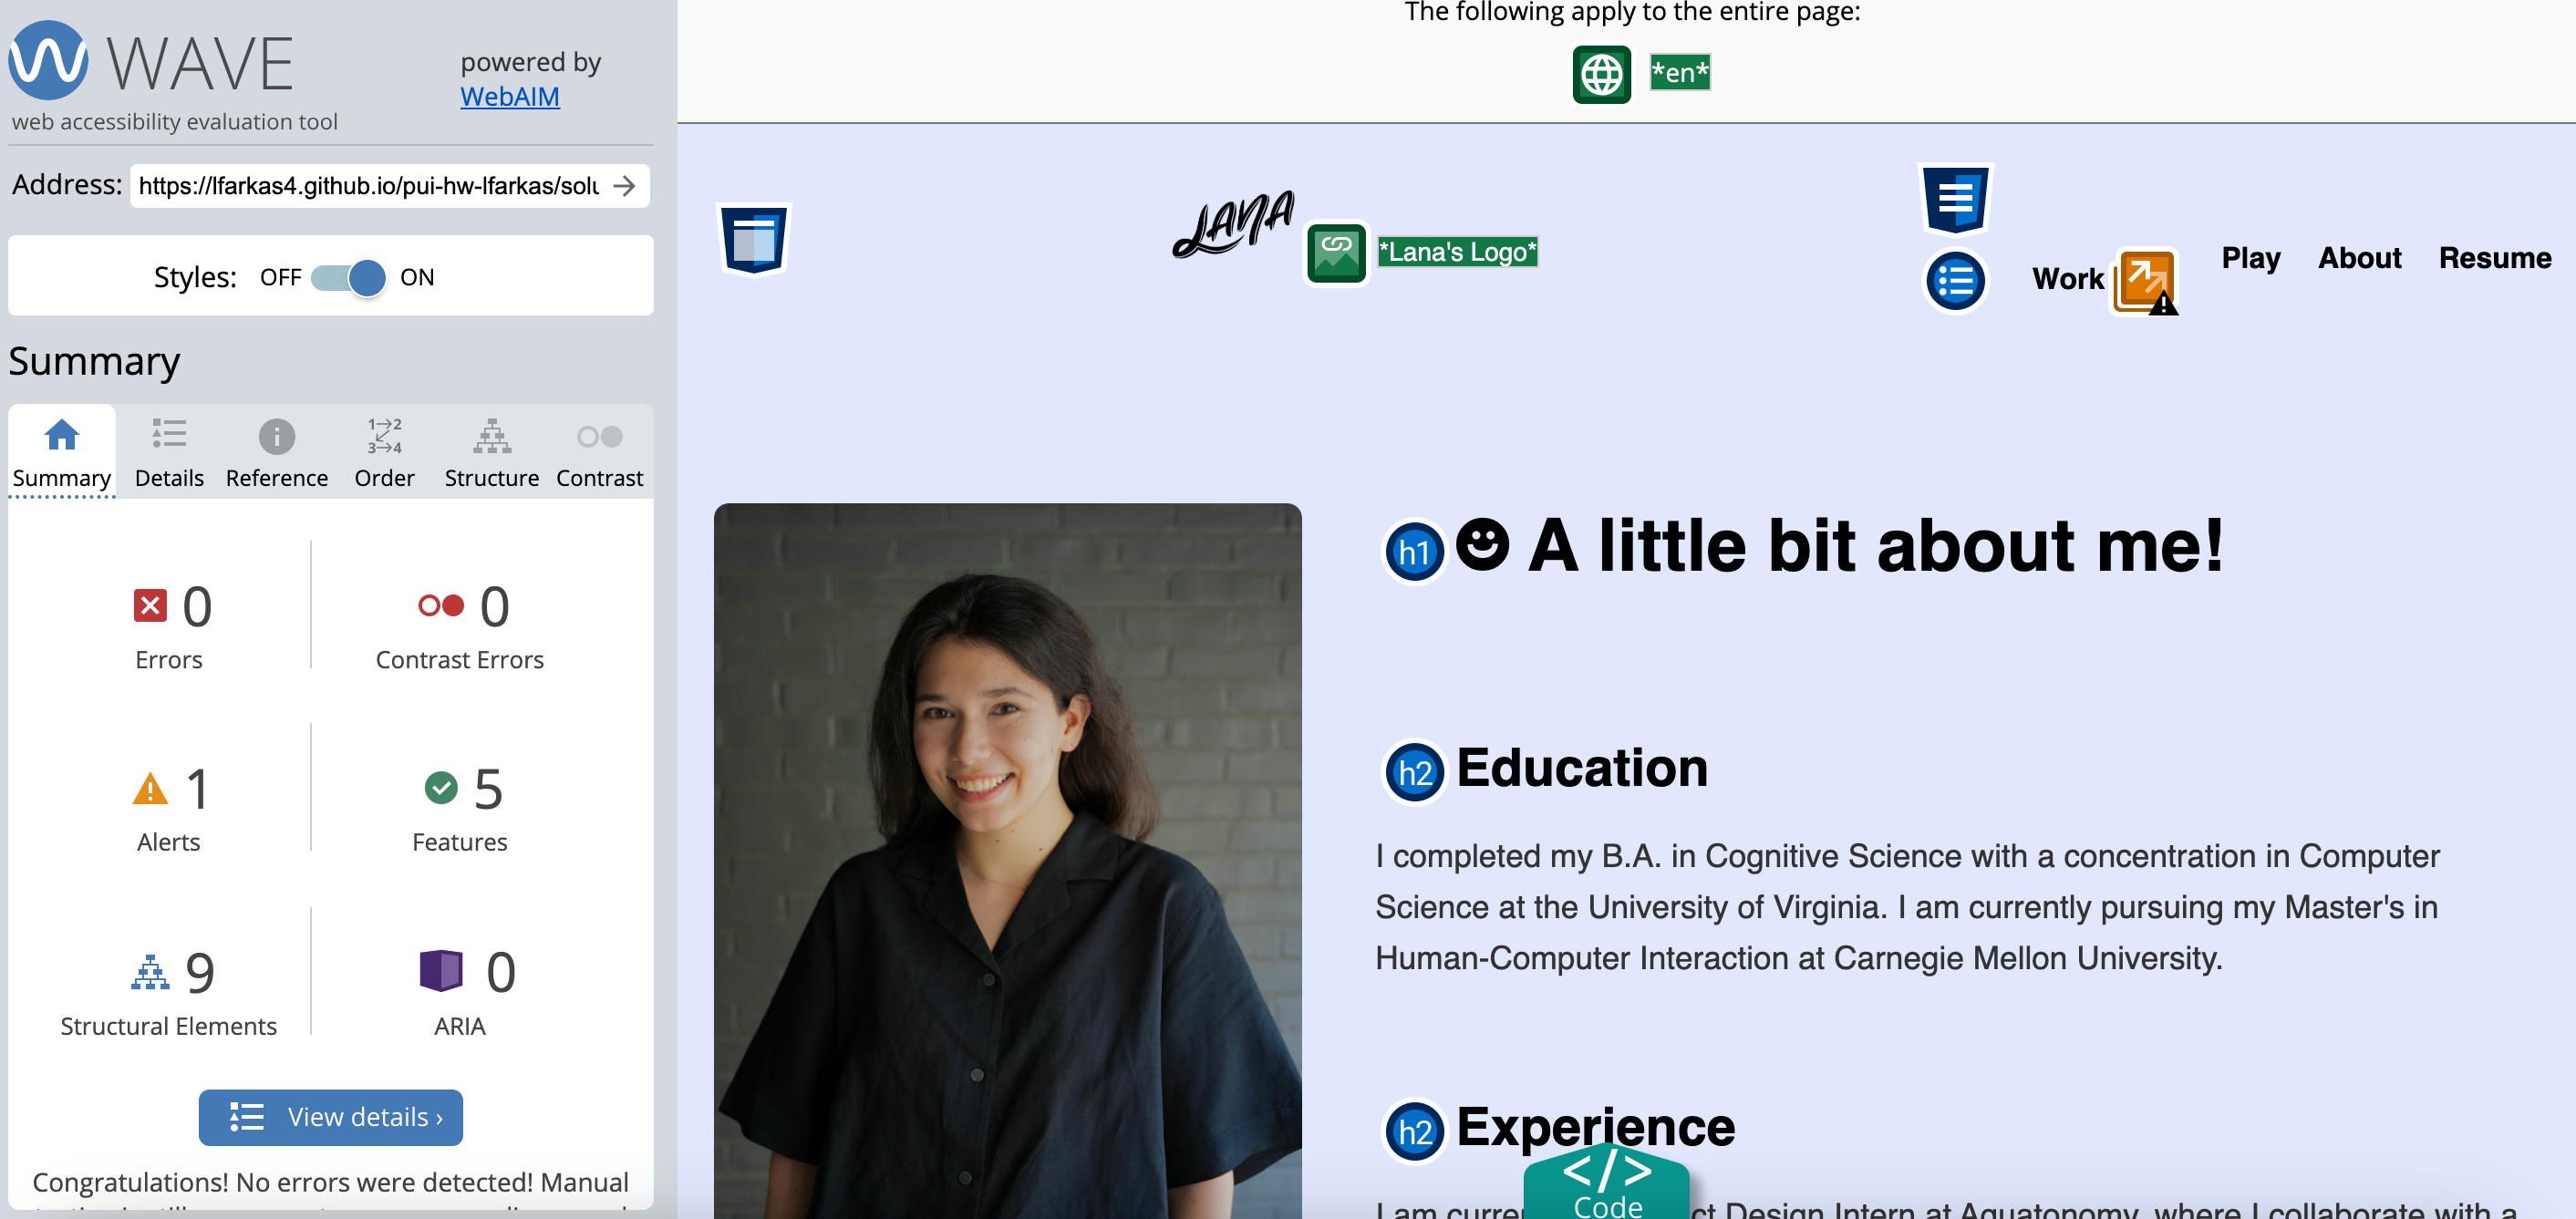 WAVE
powered by
WebAIM
web accessibility evaluation tool
Address: https://lfarkas4.github.io/pui-hw-lfarkas/solu
Styles: OFF ON
Summary
1 2
3 4
Summary Details Reference Order Structure Contrast
0 0
Errors Contrast Errors
1 5
Alerts Features
9 0
Structural Elements ARIA
View details ›
Congratulations! No errors were detected! Manual
The following apply to the entire page:
*en*
LANA
*Lana's Logo*
Work Play About Resume
h1 A little bit about me!
h2 Education
I completed my B.A. in Cognitive Science with a concentration in Computer
Science at the University of Virginia. I am currently pursuing my Master's in
Human-Computer Interaction at Carnegie Mellon University.
h2 Experience
</>
Code
I am curre ct Design Intern at Aquatonomy, where I collaborate with a